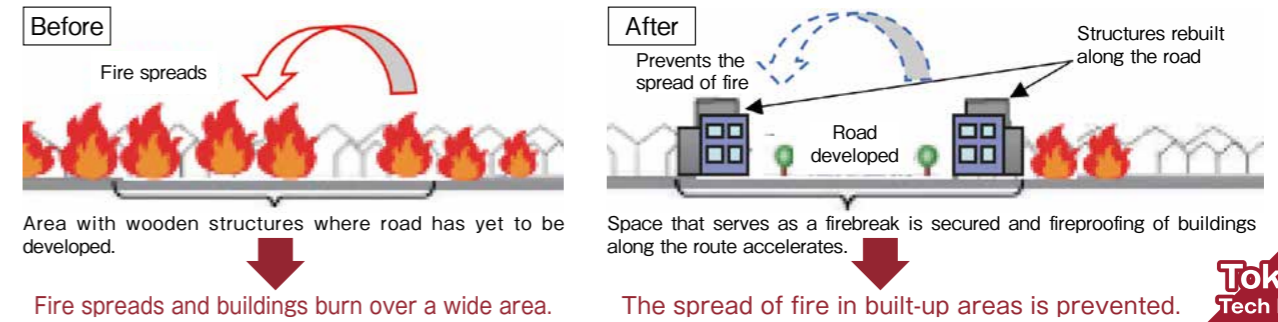 Before
Fire spreads
Area with wooden structures where road has yet to be
developed.
Fire spreads and buildings burn over a wide area.
After
Prevents the
spread of fire
Structures rebuilt
along the road
Road
developed
Space that serves as a firebreak is secured and fireproofing of buildings
along the route accelerates.
The spread of fire in built-up areas is prevented.
Tech